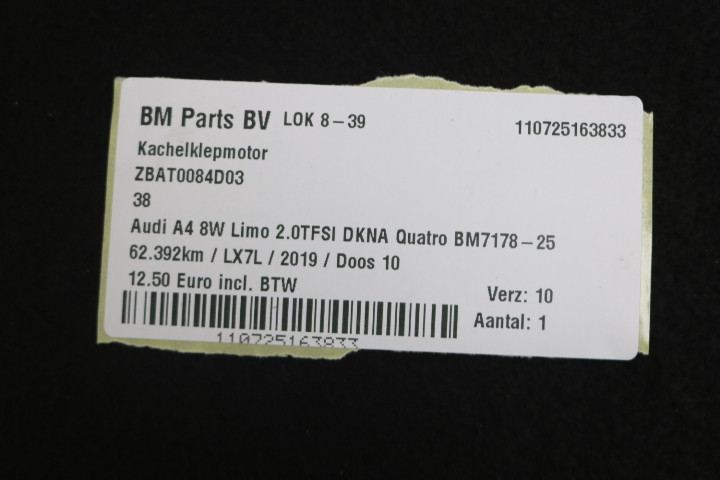 BM Parts BV LOK 8-39 110725163833
Kachelklepmotor
ZBAT0084D03
38
Audi A4 8W Limo 2.0TFSI DKNA Quatro BM7178-25
62.392km / LX7L / 2019 / Doos 10
12.50 Euro incl. BTW
Verz: 10
Aantal: 1
110725163833